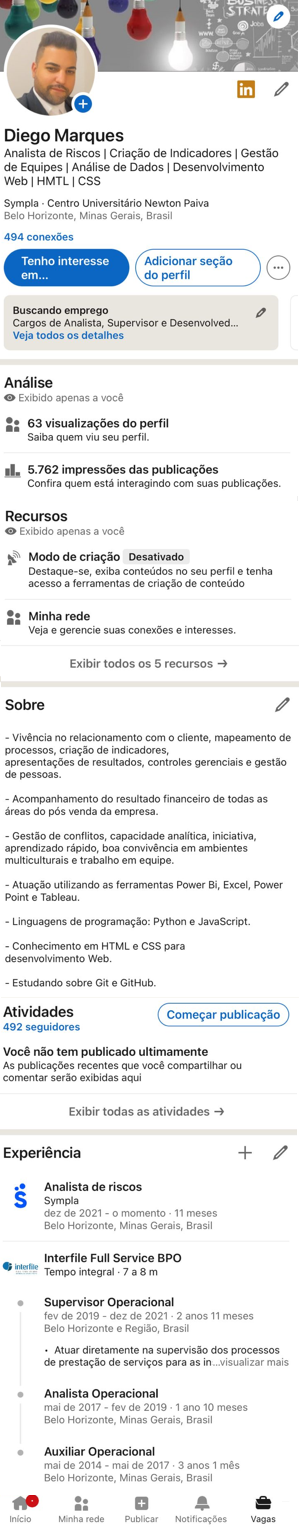 BUSINESS
STRATEGY
Jobs
in
Diego Marques
Analista de Riscos | Criação de Indicadores | Gestão
de Equipes | Análise de Dados | Desenvolvimento
Web | HMTL | CSS
Sympla · Centro Universitário Newton Paiva
Belo Horizonte, Minas Gerais, Brasil
494 conexões
Tenho interesse
em...
Adicionar seção
do perfil
Buscando emprego
Cargos de Analista, Supervisor e Desenvolved...
Veja todos os detalhes
Análise
Exibido apenas a você
63 visualizações do perfil
Saiba quem viu seu perfil.
5.762 impressões das publicações
Confira quem está interagindo com suas publicações.
Recursos
Exibido apenas a você
Modo de criação Desativado
Destaque-se, exiba conteúdos no seu perfil e tenha
acesso a ferramentas de criação de conteúdo
Minha rede
Veja e gerencie suas conexões e interesses.
Exibir todos os 5 recursos →
Sobre
- Vivência no relacionamento com o cliente, mapeamento de
processos, criação de indicadores,
apresentações de resultados, controles gerenciais e gestão
de pessoas.
- Acompanhamento do resultado financeiro de todas as
áreas do pós venda da empresa.
- Gestão de conflitos, capacidade analítica, iniciativa,
aprendizado rápido, boa convivência em ambientes
multiculturais e trabalho em equipe.
- Atuação utilizando as ferramentas Power Bi, Excel, Power
Point e Tableau.
- Linguagens de programação: Python e JavaScript.
- Conhecimento em HTML e CSS para
desenvolvimento Web.
- Estudando sobre Git e GitHub.
Atividades
492 seguidores
Começar publicação
Você não tem publicado ultimamente
As publicações recentes que você compartilhar ou
comentar serão exibidas aqui
Exibir todas as atividades →
Experiência
Analista de riscos
Sympla
dez de 2021 - o momento · 11 meses
Belo Horizonte, Minas Gerais, Brasil
interfile
Interfile Full Service BPO
Tempo integral · 7 a 8 m
Supervisor Operacional
fev de 2019 - dez de 2021 · 2 anos 11 meses
Belo Horizonte e Região, Brasil
• Atuar diretamente na supervisão dos processos
de prestação de serviços para as in...visualizar mais
Analista Operacional
mai de 2017 - fev de 2019 · 1 ano 10 meses
Belo Horizonte, Minas Gerais, Brasil
Auxiliar Operacional
mai de 2014 - mai de 2017 · 3 anos 1 mês
Belo Horizonte, Minas Gerais, Brasil
Início
Minha rede
Publicar
Notificações
Vagas